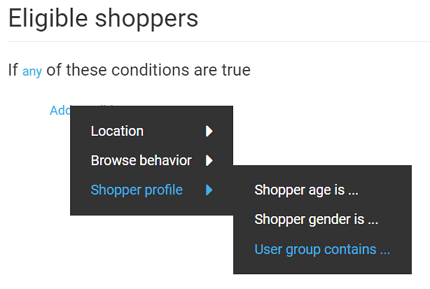 Eligible shoppers
If any of these conditions are true
Add
Location
Browse behavior
Shopper profile
Shopper age is ...
Shopper gender is ...
User group contains ...